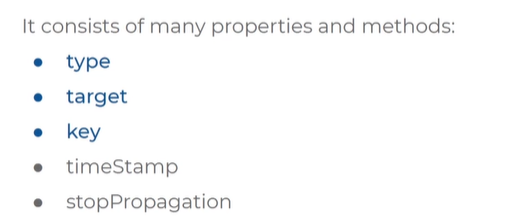 It consists of many properties and methods:
• type
• target
• key
• timeStamp
• stopPropagation